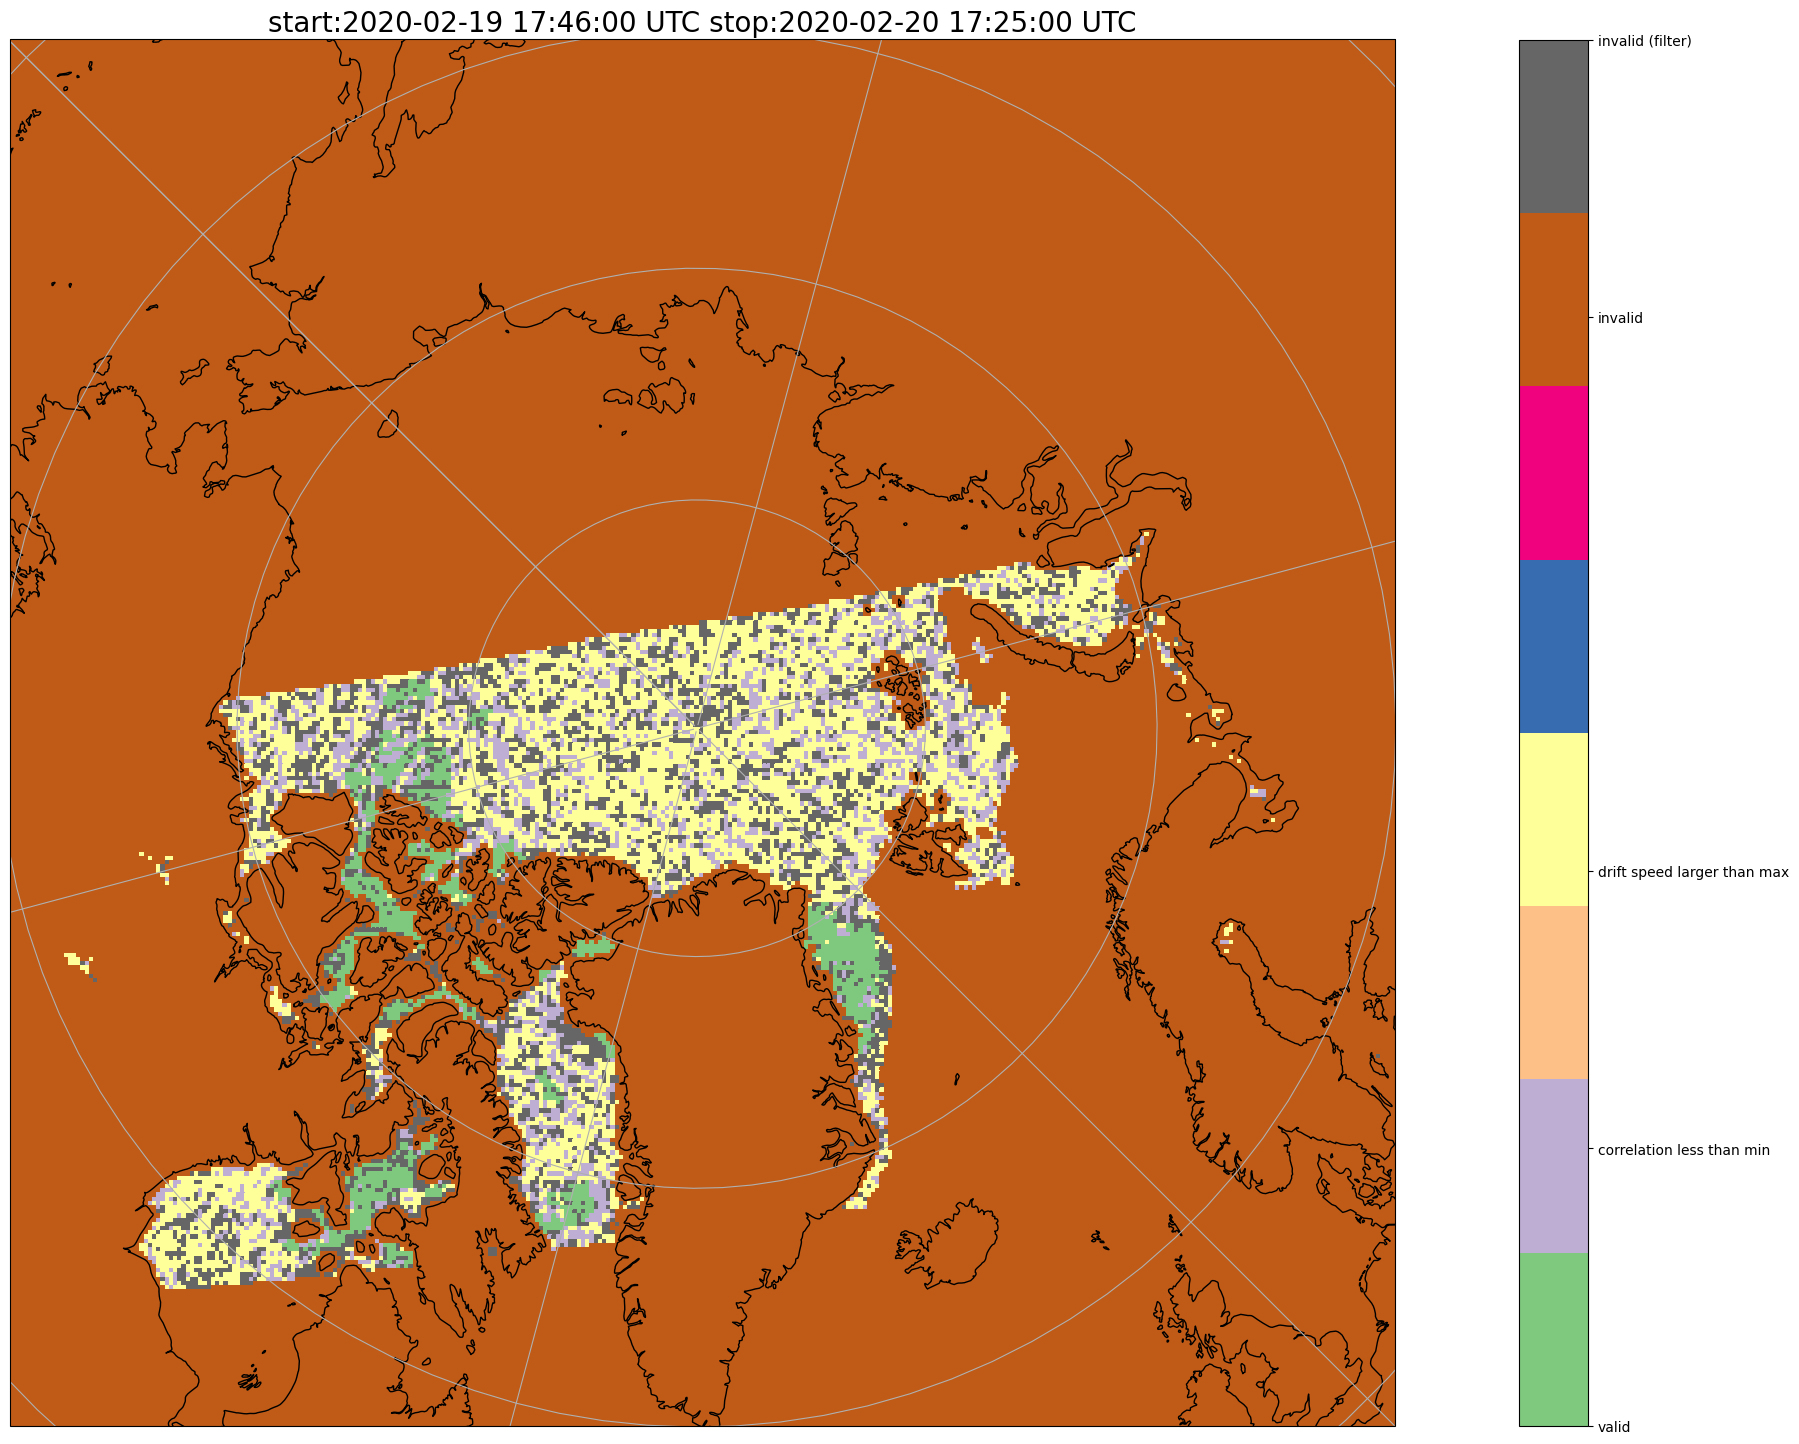 start:2020-02-19 17:46:00 UTC stop:2020-02-20 17:25:00 UTC
invalid (filter)
invalid
drift speed larger than max
correlation less than min
valid